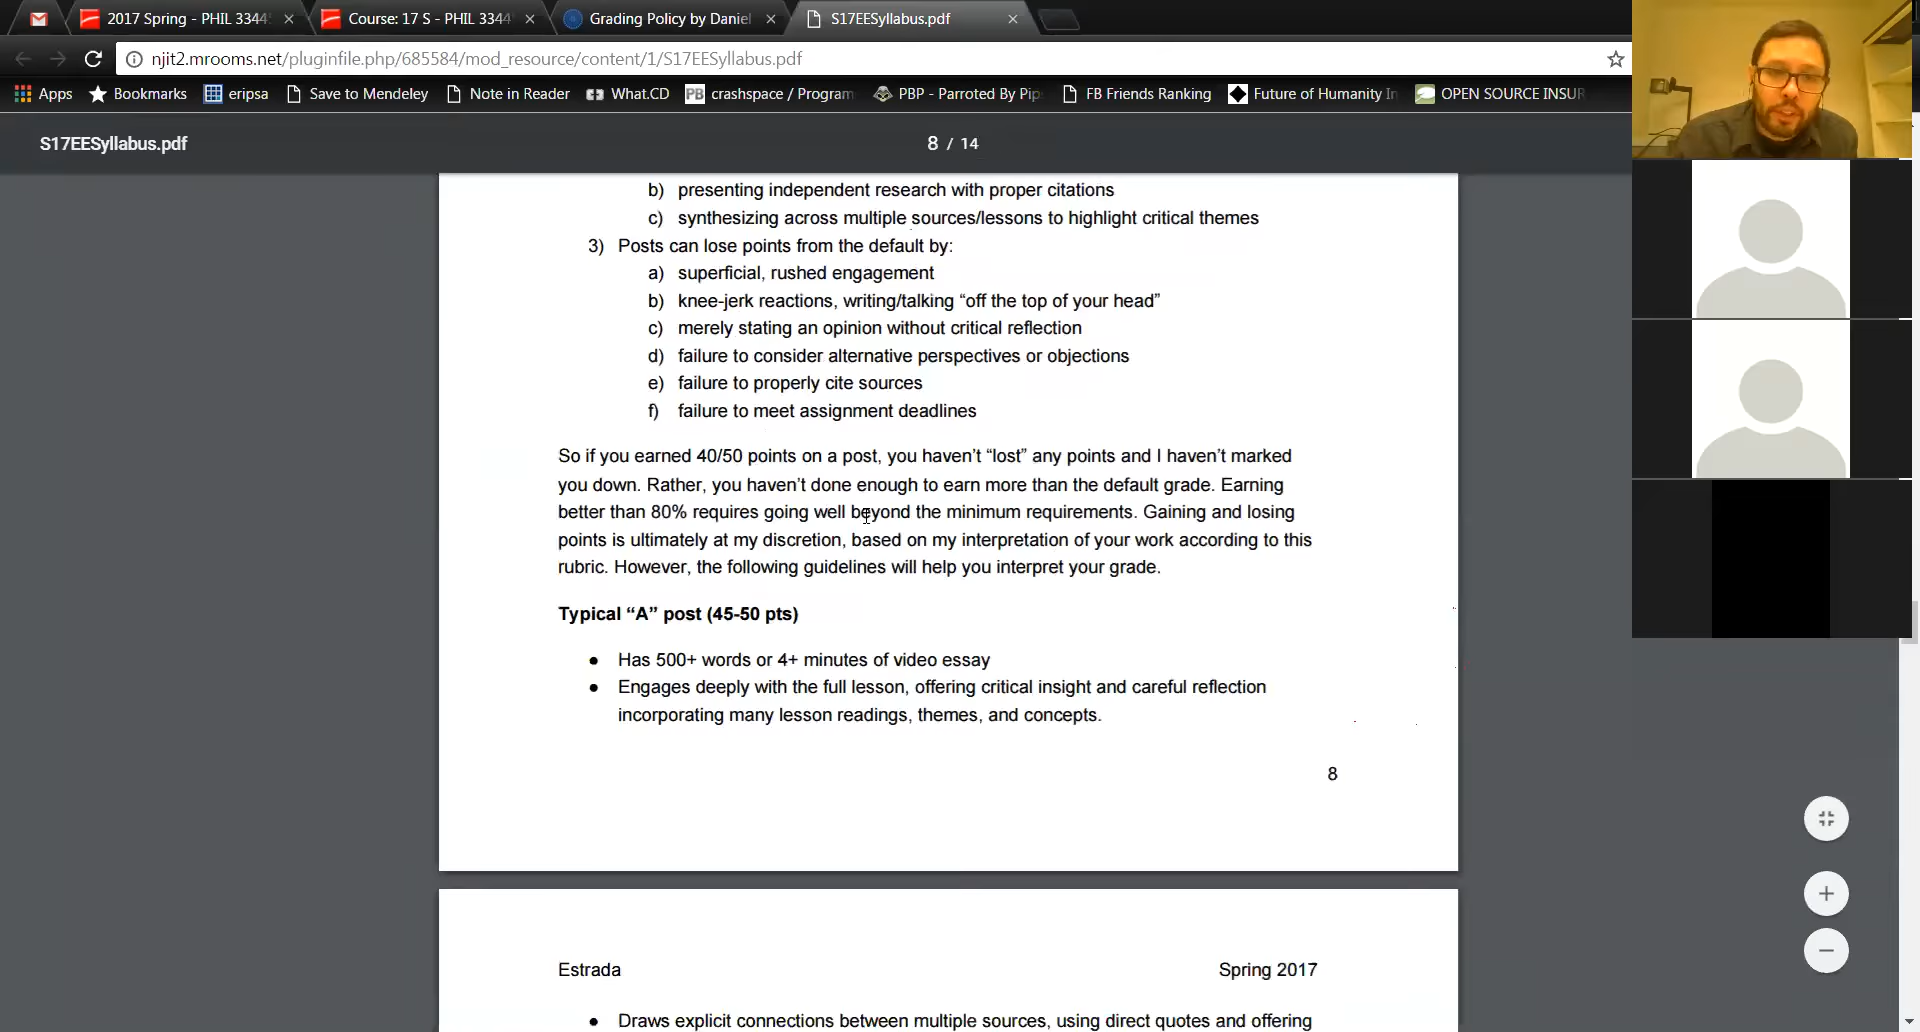 2017 Spring - PHIL 3344
Course: 17 S - PHIL 3344
Grading Policy by Daniel
S17EESyllabus.pdf
njit2.mrooms.net/pluginfile.php/685584/mod_resource/content/1/S17EESyllabus.pdf
Apps
Bookmarks
eripsa
Save to Mendeley
Note in Reader
What.CD
PB crashspace / Program
PBP - Parroted By Pip
FB Friends Ranking
Future of Humanity In
OPEN SOURCE INSUR
S17EESyllabus.pdf
8 / 14
b) presenting independent research with proper citations
c) synthesizing across multiple sources/lessons to highlight critical themes
3) Posts can lose points from the default by:
a) superficial, rushed engagement
b) knee-jerk reactions, writing/talking “off the top of your head”
c) merely stating an opinion without critical reflection
d) failure to consider alternative perspectives or objections
e) failure to properly cite sources
f) failure to meet assignment deadlines
So if you earned 40/50 points on a post, you haven’t “lost” any points and I haven’t marked
you down. Rather, you haven’t done enough to earn more than the default grade. Earning
better than 80% requires going well beyond the minimum requirements. Gaining and losing
points is ultimately at my discretion, based on my interpretation of your work according to this
rubric. However, the following guidelines will help you interpret your grade.
Typical “A” post (45-50 pts)
● Has 500+ words or 4+ minutes of video essay
● Engages deeply with the full lesson, offering critical insight and careful reflection
incorporating many lesson readings, themes, and concepts.
8
Estrada
Spring 2017
● Draws explicit connections between multiple sources, using direct quotes and offering